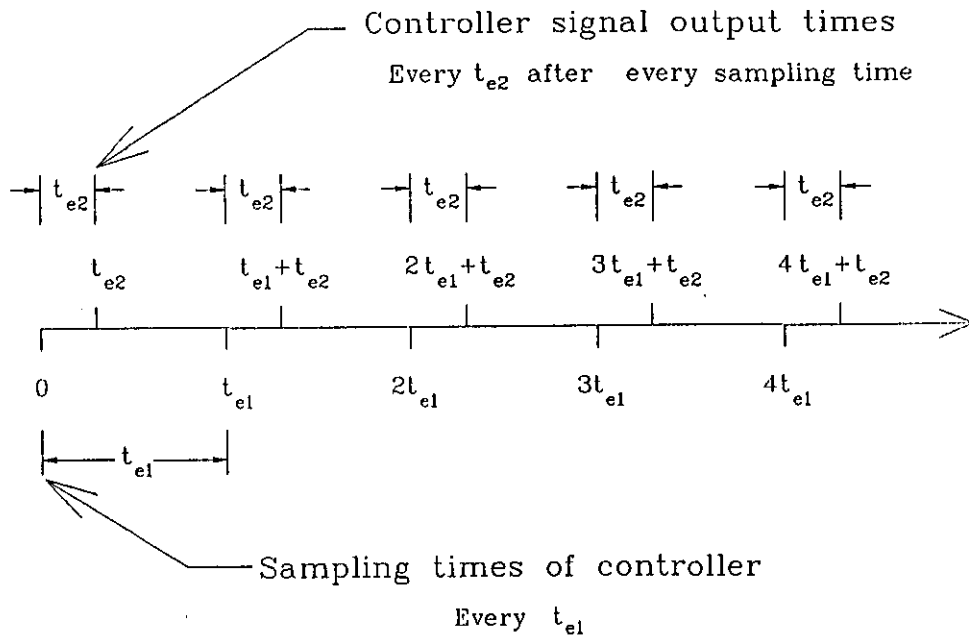 Controller signal output times
Every t_e2 after every sampling time
t_e2 t_e2 t_e2 t_e2 t_e2
t_e2 t_e1+t_e2 2t_e1+t_e2 3t_e1+t_e2 4t_e1+t_e2
0 t_e1 2t_e1 3t_e1 4t_e1
t_e1
Sampling times of controller
Every t_e1